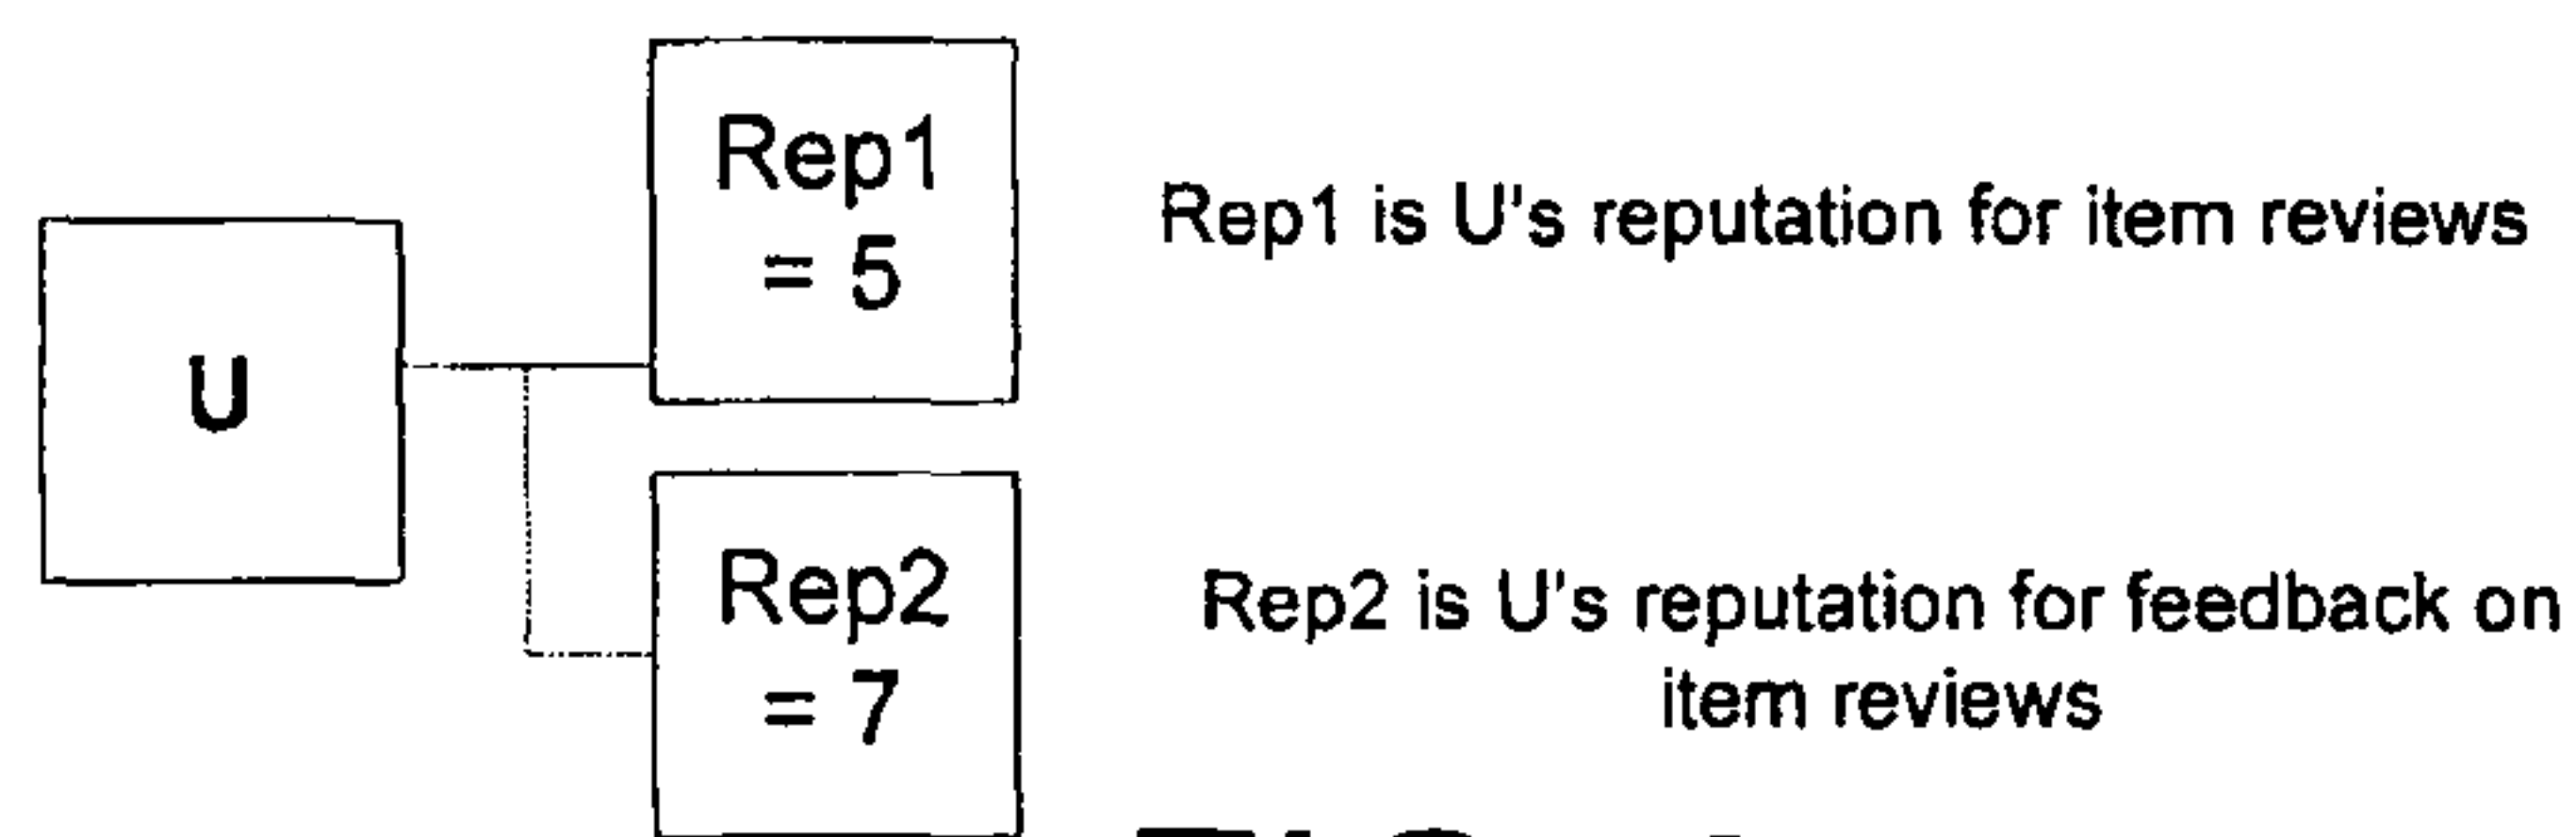 Rep1
= 5
Rep1 is U's reputation for item reviews
U
Rep2
= 7
Rep2 is U's reputation for feedback on
item reviews